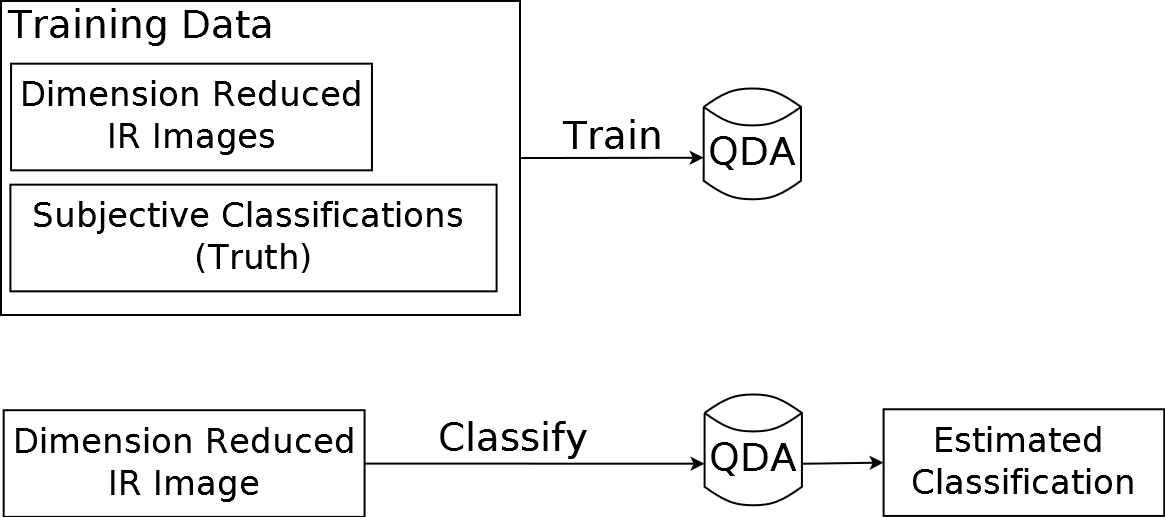 Training Data
Dimension Reduced
IR Images
Subjective Classifications
(Truth)
Train
QDA
Dimension Reduced
IR Image
Classify
QDA
Estimated
Classification